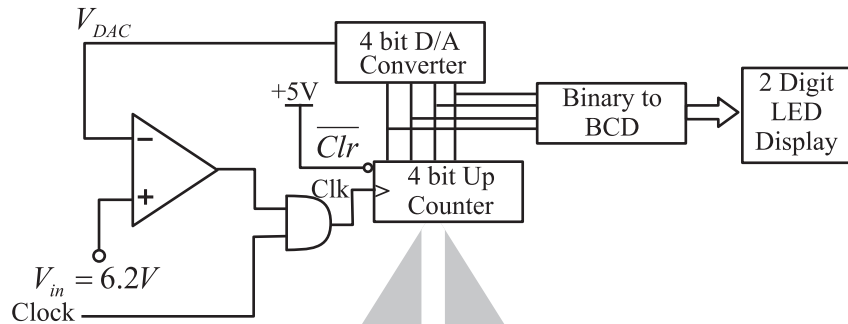 V_DAC
4 bit D/A
Converter
+5V
Clr
Binary to
BCD
2 Digit
LED
Display
−
+
Clk
4 bit Up
Counter
V_in = 6.2V
Clock